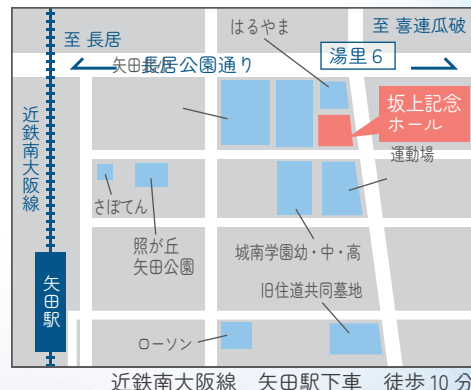 はるやま
至 長居
至 喜連瓜破
長居公園通り
湯里6
坂上記念
ホール
近鉄南大阪線
運動場
さぼてん
照が丘
矢田公園
城南学園幼・中・高
矢田駅
旧住道共同墓地
ローソン
近鉄南大阪線 矢田駅下車 徒歩10分